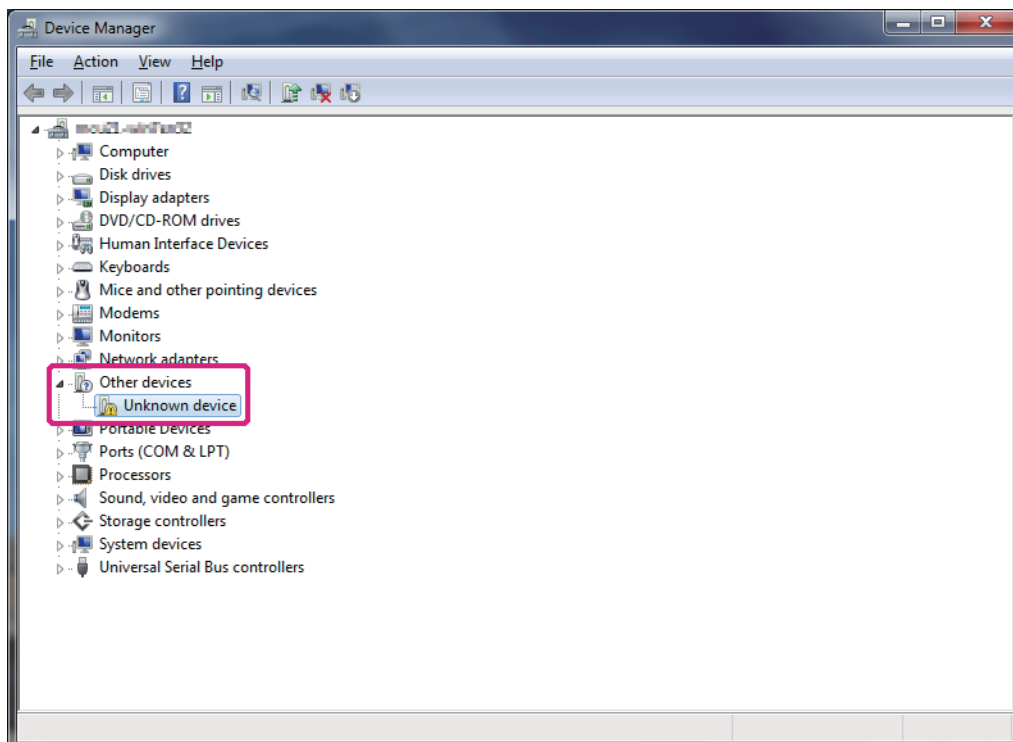 Device Manager
File Action View Help
Computer
Disk drives
Display adapters
DVD/CD-ROM drives
Human Interface Devices
Keyboards
Mice and other pointing devices
Modems
Monitors
Network adapters
Other devices
Unknown device
Portable Devices
Ports (COM & LPT)
Processors
Sound, video and game controllers
Storage controllers
System devices
Universal Serial Bus controllers